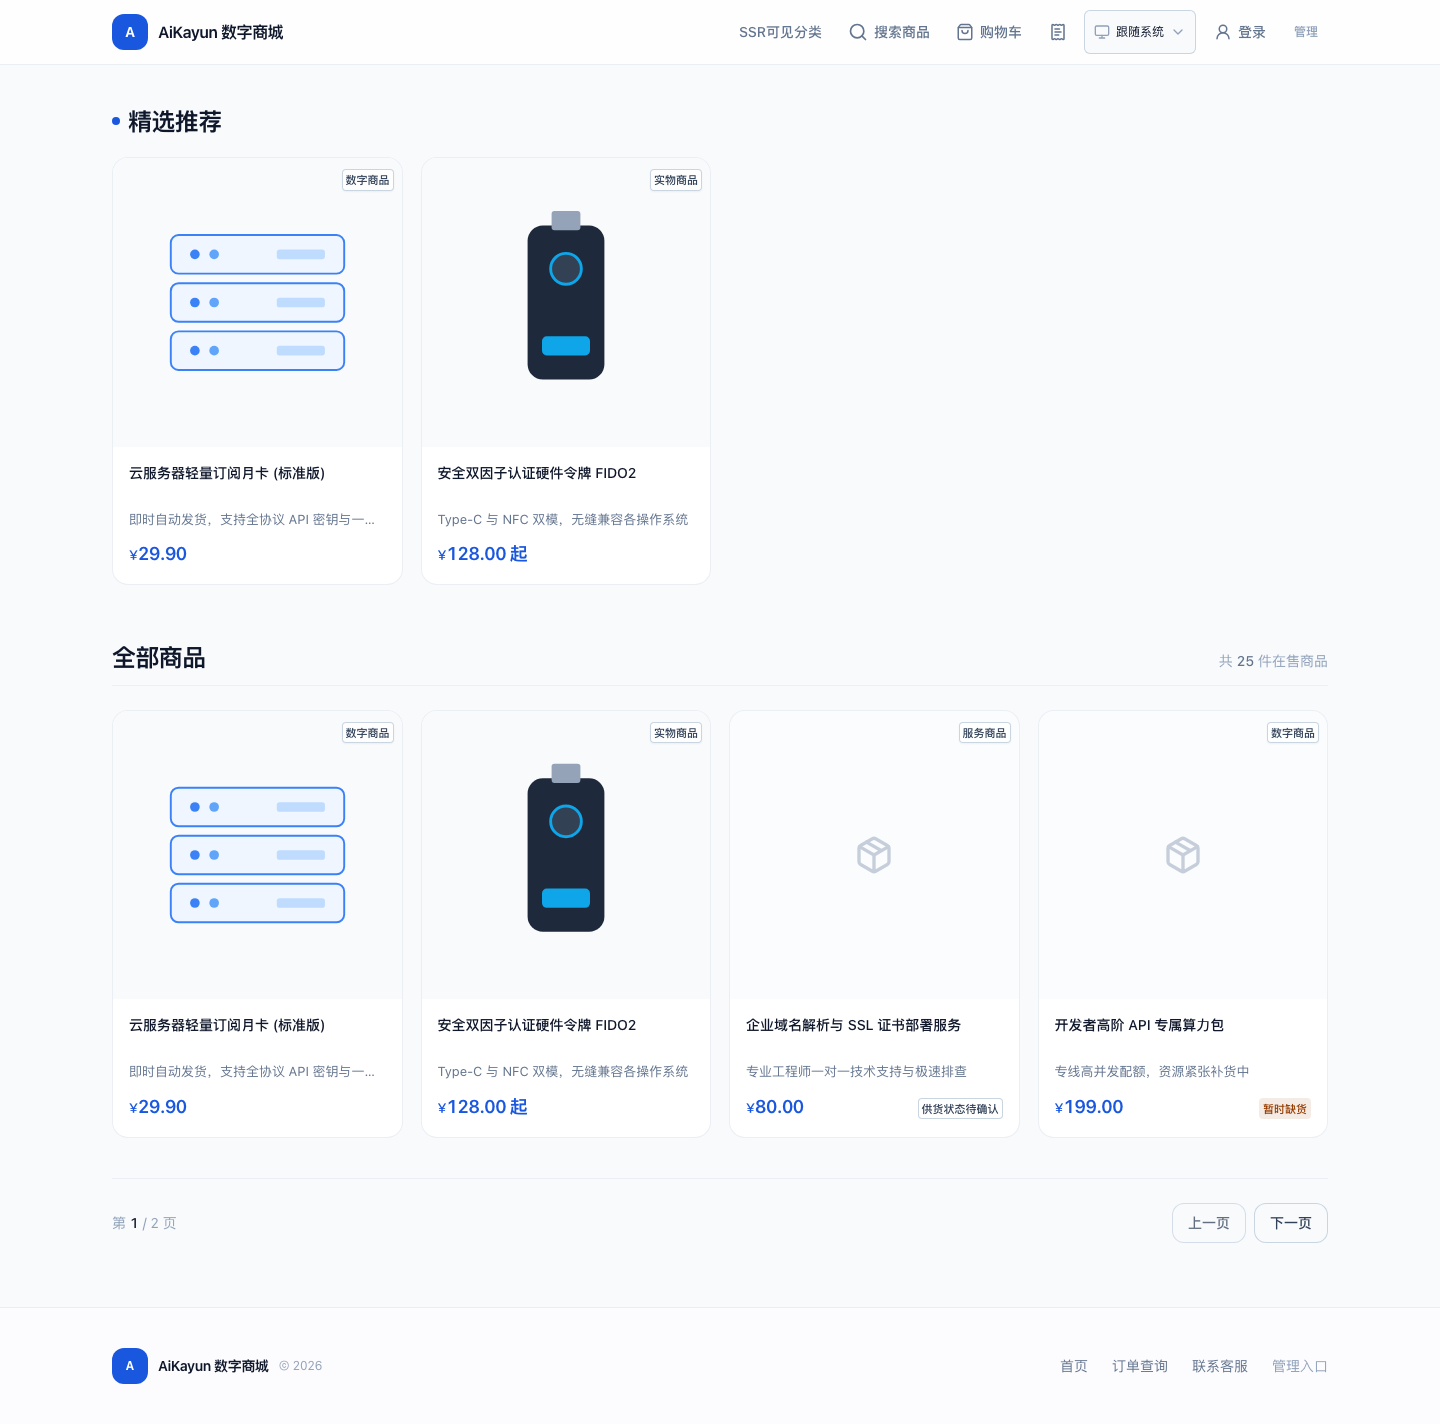 A AiKayun 数字商城 SSR可见分类 搜索商品 购物车 跟随系统 登录 管理
精选推荐
数字商品 实物商品
云服务器轻量订阅月卡 (标准版) 安全双因子认证硬件令牌 FIDO2
即时自动发货，支持全协议 API 密钥与一... Type-C 与 NFC 双模，无缝兼容各操作系统
¥29.90 ¥128.00 起
全部商品 共 25 件在售商品
数字商品 实物商品 服务商品 数字商品
云服务器轻量订阅月卡 (标准版) 安全双因子认证硬件令牌 FIDO2 企业域名解析与 SSL 证书部署服务 开发者高阶 API 专属算力包
即时自动发货，支持全协议 API 密钥与一... Type-C 与 NFC 双模，无缝兼容各操作系统 专业工程师一对一技术支持与极速排查 专线高并发配额，资源紧张补货中
¥29.90 ¥128.00 起 ¥80.00 供货状态待确认 ¥199.00 暂时缺货
第 1 / 2 页 上一页 下一页
A AiKayun 数字商城 © 2026 首页 订单查询 联系客服 管理入口